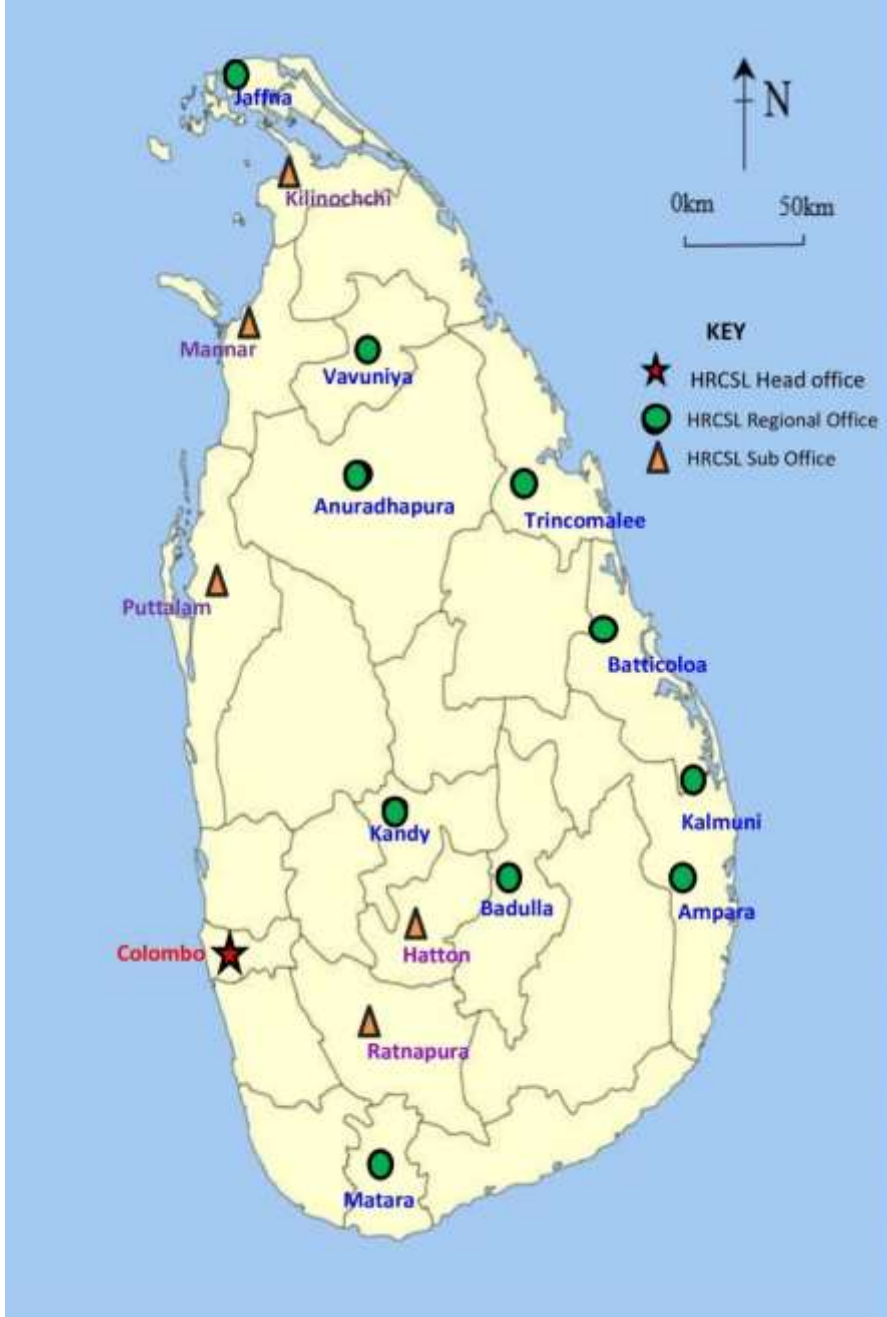 Jaffna
N
Kilinochchi
0km 50km
KEY
Mannar
Vavuniya
HRCSL Head office
HRCSL Regional Office
HRCSL Sub Office
Anuradhapura
Trincomalee
Puttalam
Batticoloa
Kandy
Kalmuni
Badulla
Ampara
Colombo
Hatton
Ratnapura
Matara